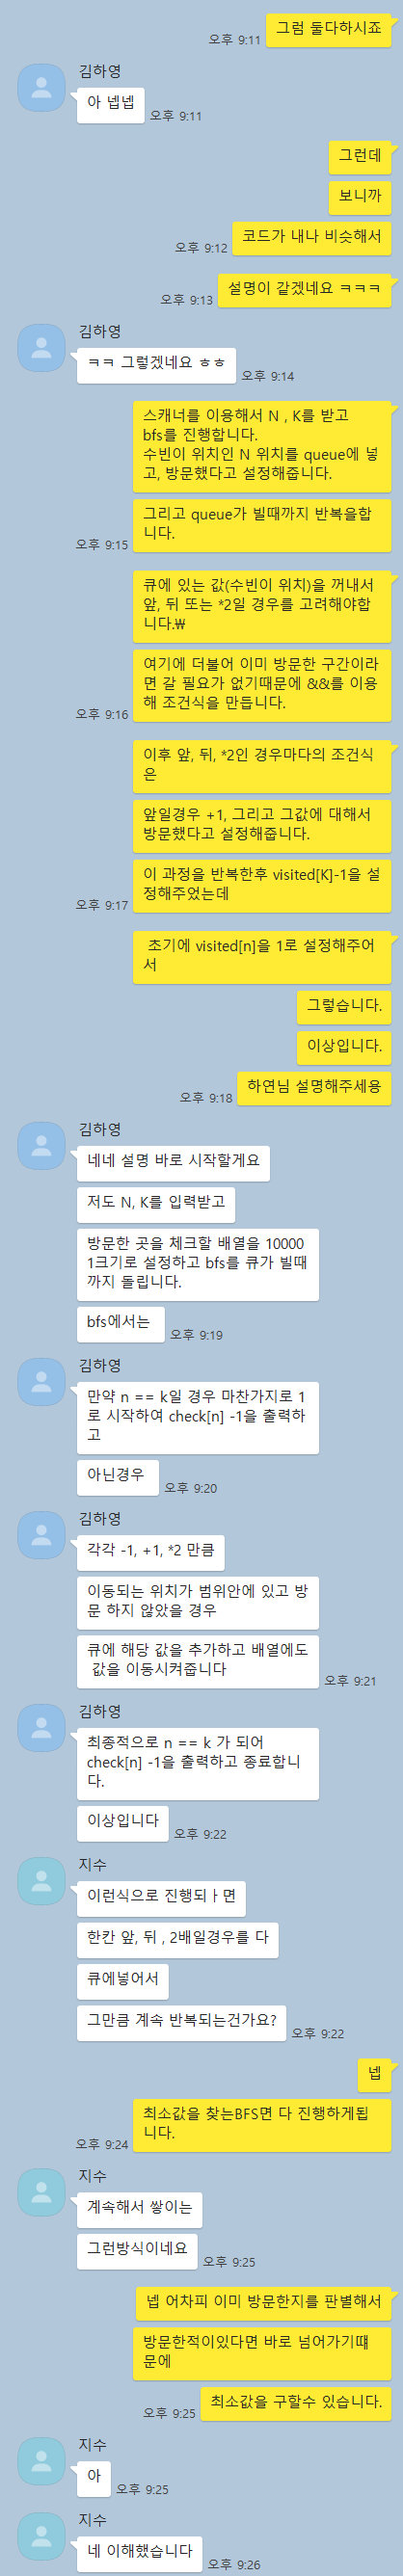 그럼 둘다하시죠
오후 9:11
김하영
아 넵넵
오후 9:11
그런데
보니까
코드가 내나 비슷해서
오후 9:12
설명이 같겠네요 ㅋㅋㅋ
오후 9:13
김하영
ㅋㅋ 그렇겠네요 ㅎㅎ
오후 9:14
스캐너를 이용해서 N , K를 받고
bfs를 진행합니다.
수빈이 위치인 N 위치를 queue에 넣
고, 방문했다고 설정해줍니다.
그리고 queue가 빌때까지 반복을합
니다.
오후 9:15
큐에 있는 값(수빈이 위치)을 꺼내서
앞, 뒤 또는 *2일 경우를 고려해야합
니다.₩
여기에 더불어 이미 방문한 구간이라
면 갈 필요가 없기때문에 &&를 이용
해 조건식을 만듭니다.
오후 9:16
이후 앞, 뒤, *2인 경우마다의 조건식
은
앞일경우 +1, 그리고 그값에 대해서
방문했다고 설정해줍니다.
이 과정을 반복한후 visited[K]-1을 설
정해주었는데
오후 9:17
초기에 visited[n]을 1로 설정해주어
서
그렇습니다.
이상입니다.
하연님 설명해주세용
오후 9:18
김하영
네네 설명 바로 시작할게요
저도 N, K를 입력받고
방문한 곳을 체크할 배열을 10000
1크기로 설정하고 bfs를 큐가 빌때
까지 돌립니다.
bfs에서는
오후 9:19
김하영
만약 n == k일 경우 마찬가지로 1
로 시작하여 check[n] -1을 출력하
고
아닌경우
오후 9:20
김하영
각각 -1, +1, *2 만큼
이동되는 위치가 범위안에 있고 방
문 하지 않았을 경우
큐에 해당 값을 추가하고 배열에도
값을 이동시켜줍니다
오후 9:21
김하영
최종적으로 n == k 가 되어
check[n] -1을 출력하고 종료합니
다.
이상입니다
오후 9:22
지수
이런식으로 진행되ㅏ면
한칸 앞, 뒤 , 2배일경우를 다
큐에넣어서
그만큼 계속 반복되는건가요?
오후 9:22
넵
최소값을 찾는BFS면 다 진행하게됩
니다.
오후 9:24
지수
계속해서 쌓이는
그런방식이네요
오후 9:25
넵 어차피 이미 방문한지를 판별해서
방문한적이있다면 바로 넘어가기떄
문에
최소값을 구할수 있습니다.
오후 9:25
지수
아
오후 9:25
지수
네 이해했습니다
오후 9:26